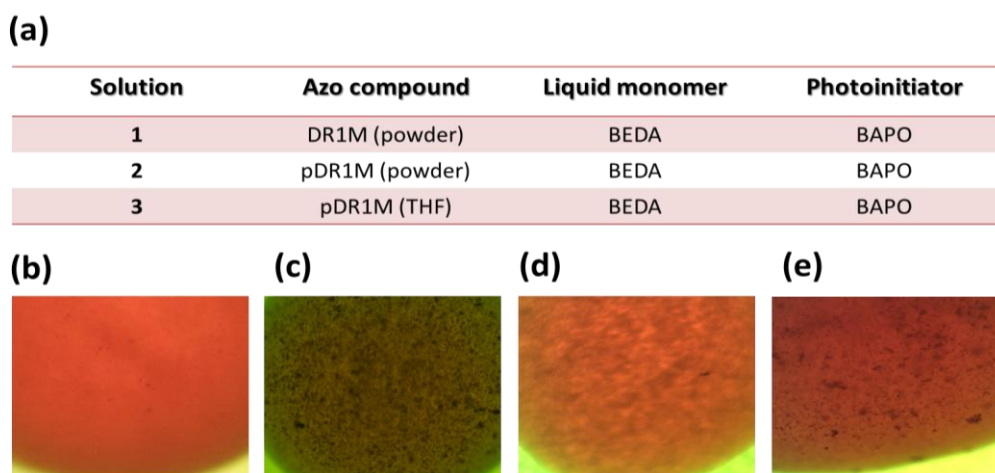 (a)
Solution Azo compound Liquid monomer Photoinitiator
1 DR1M (powder) BEDA BAPO
2 pDR1M (powder) BEDA BAPO
3 pDR1M (THF) BEDA BAPO
(b) (c) (d) (e)